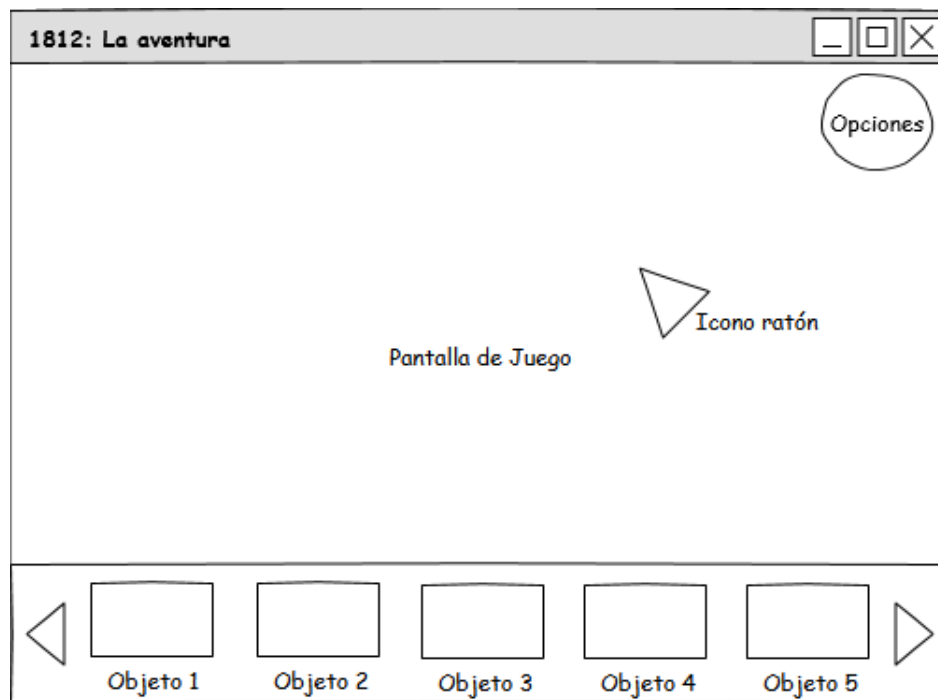 1812: La aventura
Opciones
Icono ratón
Pantalla de Juego
Objeto 1
Objeto 2
Objeto 3
Objeto 4
Objeto 5